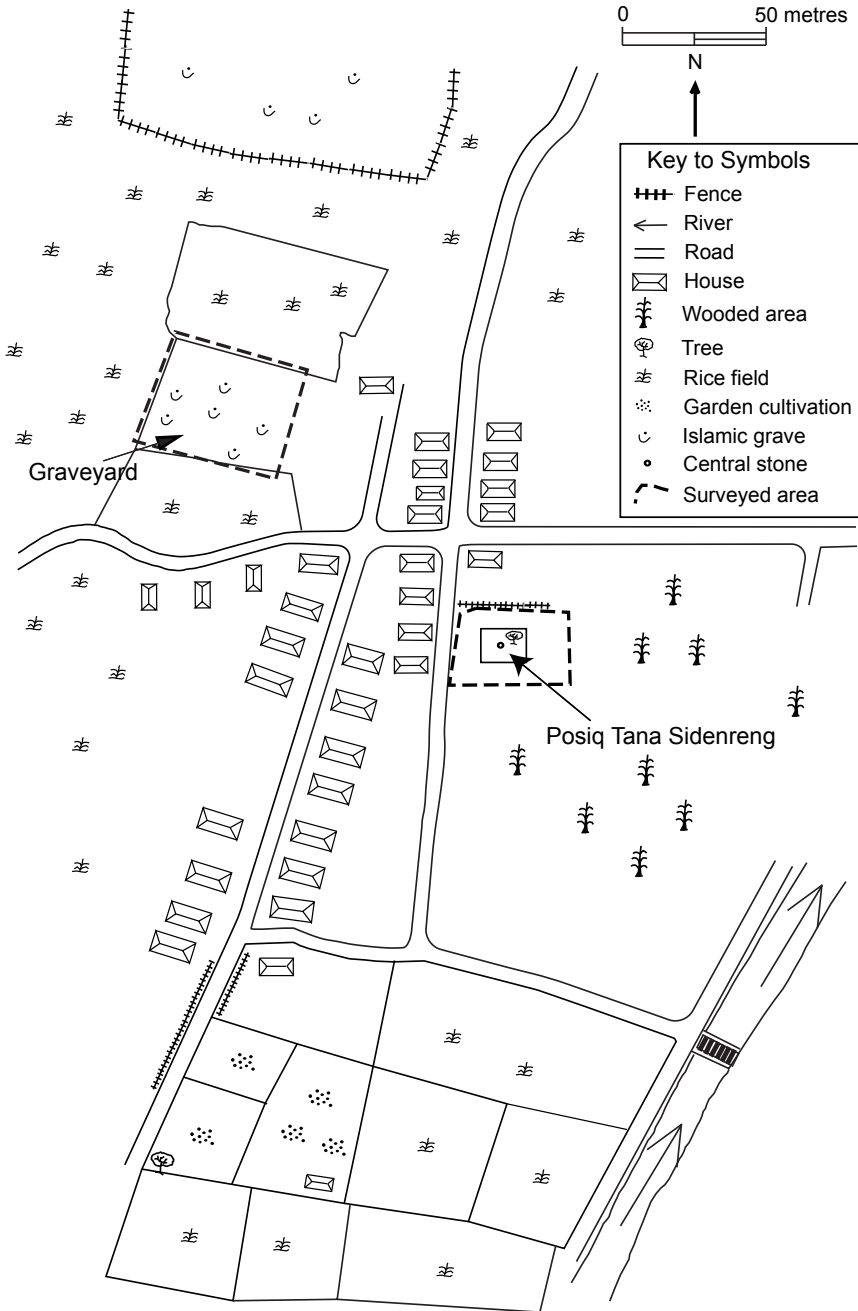 0 50 metres
N
Key to Symbols
Fence
River
Road
House
Wooded area
Tree
Rice field
Garden cultivation
Islamic grave
Central stone
Surveyed area
Graveyard
Posiq Tana Sidenreng